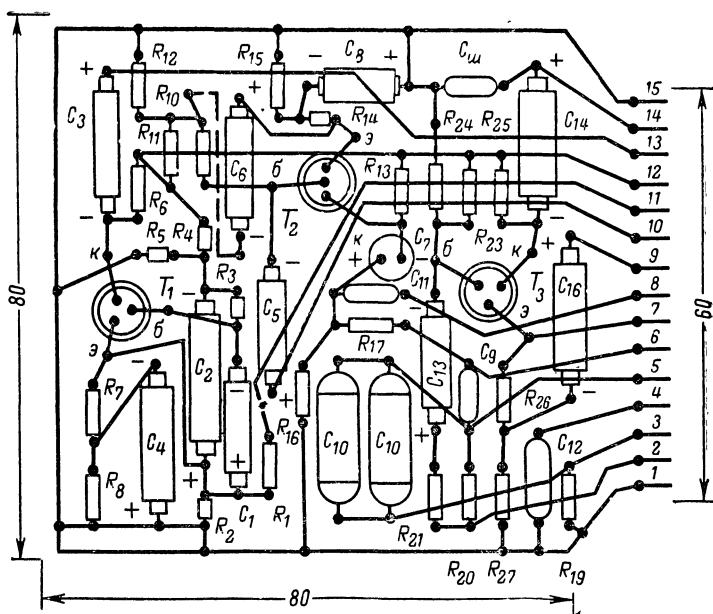 R12
R15
C8
Cш
+
-
+
+
C3
R10
+
R14
R24
R25
C14
15
14
э
13
R11
C6
б
R13
12
R6
11
-
R5
R4
-
T2
к
C7
б
R23
к
-
+
10
к
R3
-
+
C11
T3
C16
9
T1
C5
э
8
б
7
э
C2
-
R17
C13
C9
6
R7
-
-
+
R26
-
5
C4
R16
C10
C10
+
C12
4
3
R8
+
+
2
+
R2
C1
R1
R21
1
R20
R27
R19
80
60
80